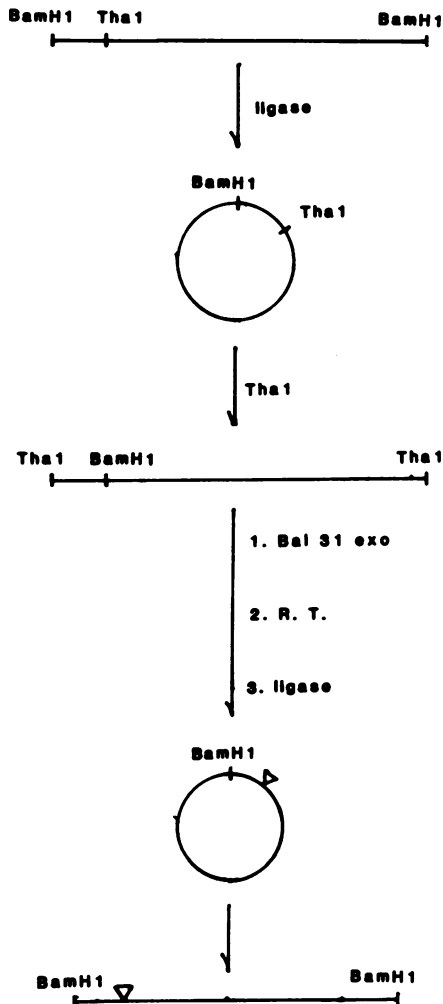 BamH1 Tha1 BamH1
ligase
BamH1
Tha1
Tha1
Tha1 BamH1 Tha1
1. Bal 31 exo
2. R. T.
3. ligase
BamH1
BamH1 BamH1